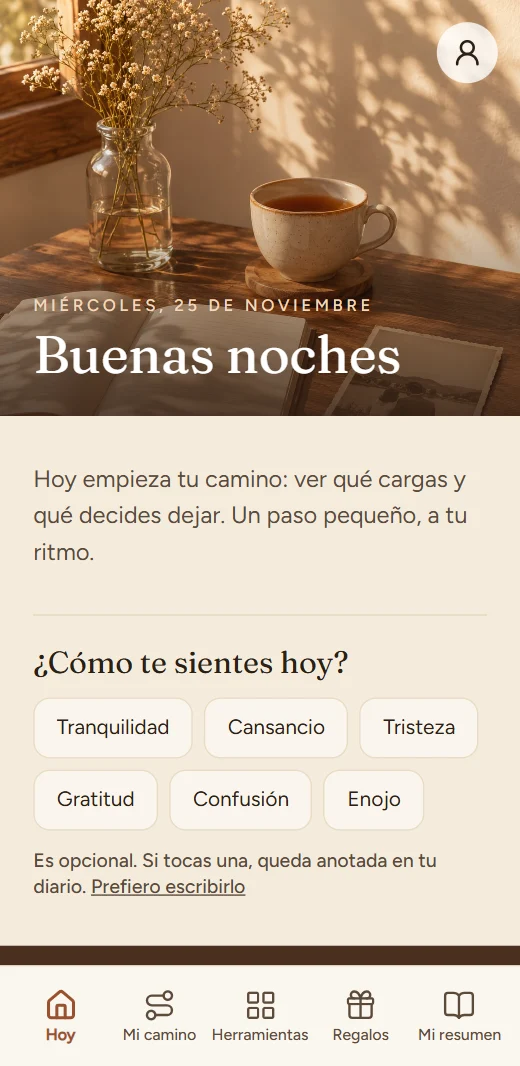 MIÉRCOLES, 25 DE NOVIEMBRE
Buenas noches
Hoy empieza tu camino: ver qué cargas y
qué decides dejar. Un paso pequeño, a tu
ritmo.
¿Cómo te sientes hoy?
Tranquilidad
Cansancio
Tristeza
Gratitud
Confusión
Enojo
Es opcional. Si tocas una, queda anotada en tu
diario. Prefiero escribirlo
Hoy
Mi camino
Herramientas
Regalos
Mi resumen